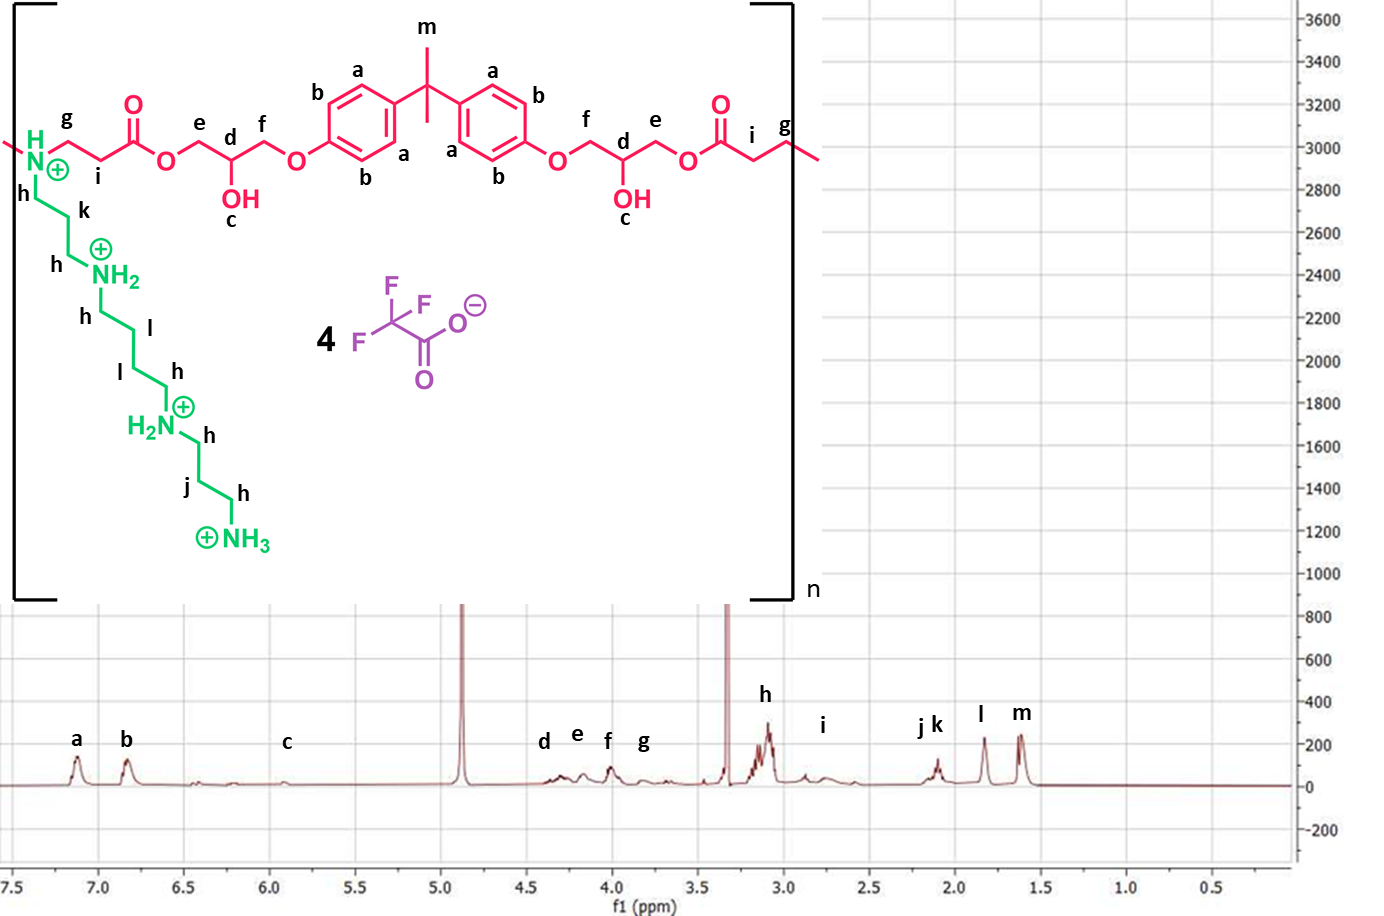 m
a
a
b
b
O
O
g
e
d
f
f
d
e
i
g
H
N
⊕
i
O
O
a
a
O
O
b
b
h
OH
c
OH
c
k
⊕
h
NH2
h
l
l
h
⊕
H2N
h
j
h
⊕NH3
F
F
⊖
4
F
O
O
n
a
b
c
d
e
f
g
h
i
j
k
l
m
3600
3400
3200
3000
2800
2600
2400
2200
2000
1800
1600
1400
1200
1000
800
600
400
200
0
-200
7.5 7.0 6.5 6.0 5.5 5.0 4.5 4.0 3.5 3.0 2.5 2.0 1.5 1.0 0.5
f1 (ppm)